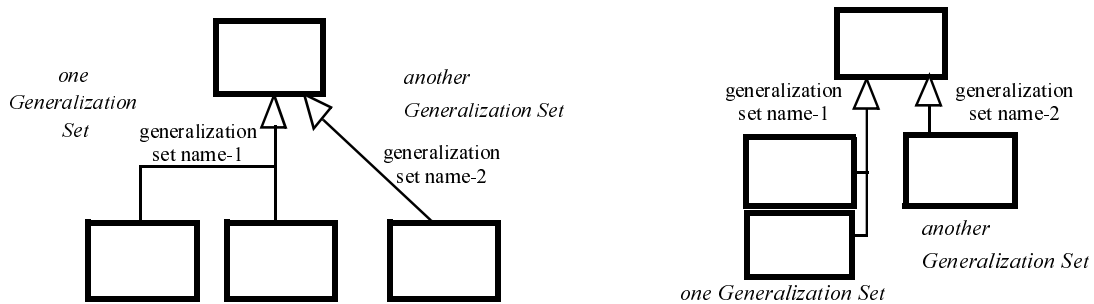 one
Generalization
Set
another
Generalization Set
generalization
set name-1
generalization
set name-2
generalization
set name-1
generalization
set name-2
another
Generalization Set
one Generalization Set